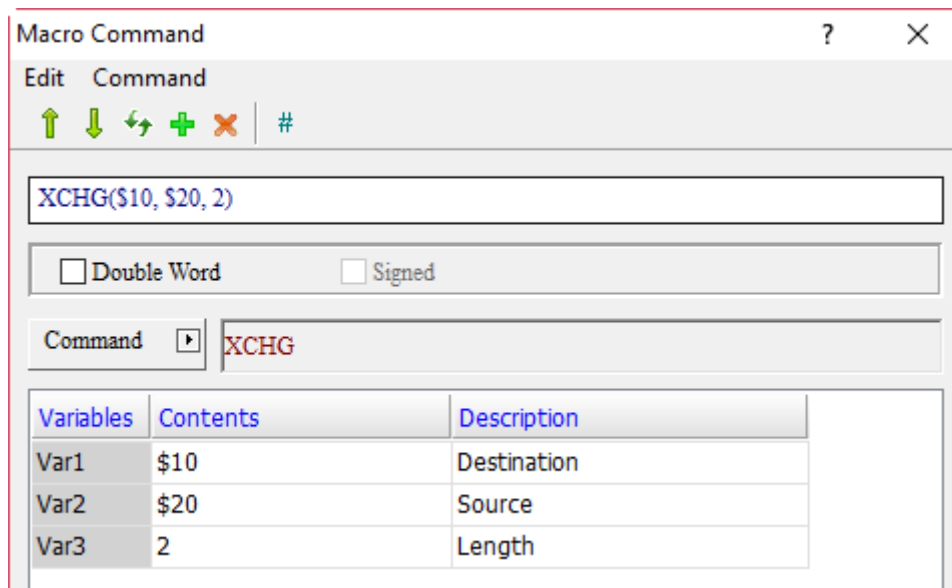 Macro Command ?
Edit Command
#
XCHG($10, $20, 2)
Double Word Signed
Command XCHG
Variables Contents Description
Var1 $10 Destination
Var2 $20 Source
Var3 2 Length